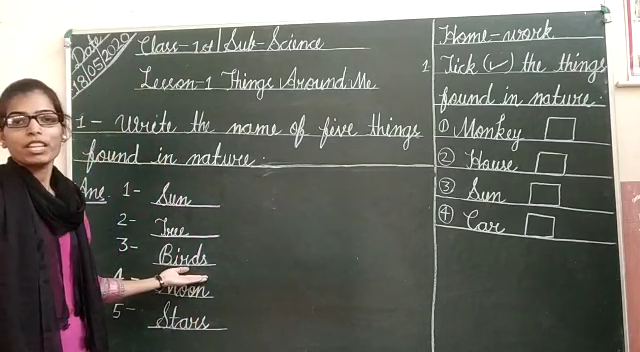 Date
18/05/2020
Class-1st Sub-Science
Lesson-1 Things Around Me
1- Write the name of five things
found in nature.
Ans. 1- Sun
2- Tree
3- Birds
4- Moon
5- Stars
Home-work
1 Tick (✓) the things
found in nature.
① Monkey
② House
③ Sun
④ Car